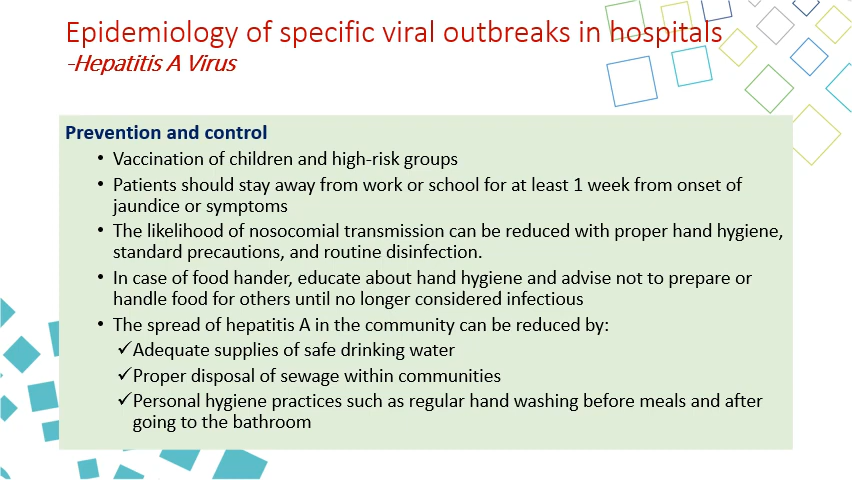 Epidemiology of specific viral outbreaks in hospitals
-Hepatitis A Virus
Prevention and control
• Vaccination of children and high-risk groups
• Patients should stay away from work or school for at least 1 week from onset of
jaundice or symptoms
• The likelihood of nosocomial transmission can be reduced with proper hand hygiene,
standard precautions, and routine disinfection.
• In case of food hander, educate about hand hygiene and advise not to prepare or
handle food for others until no longer considered infectious
• The spread of hepatitis A in the community can be reduced by:
✓Adequate supplies of safe drinking water
✓Proper disposal of sewage within communities
✓Personal hygiene practices such as regular hand washing before meals and after
going to the bathroom